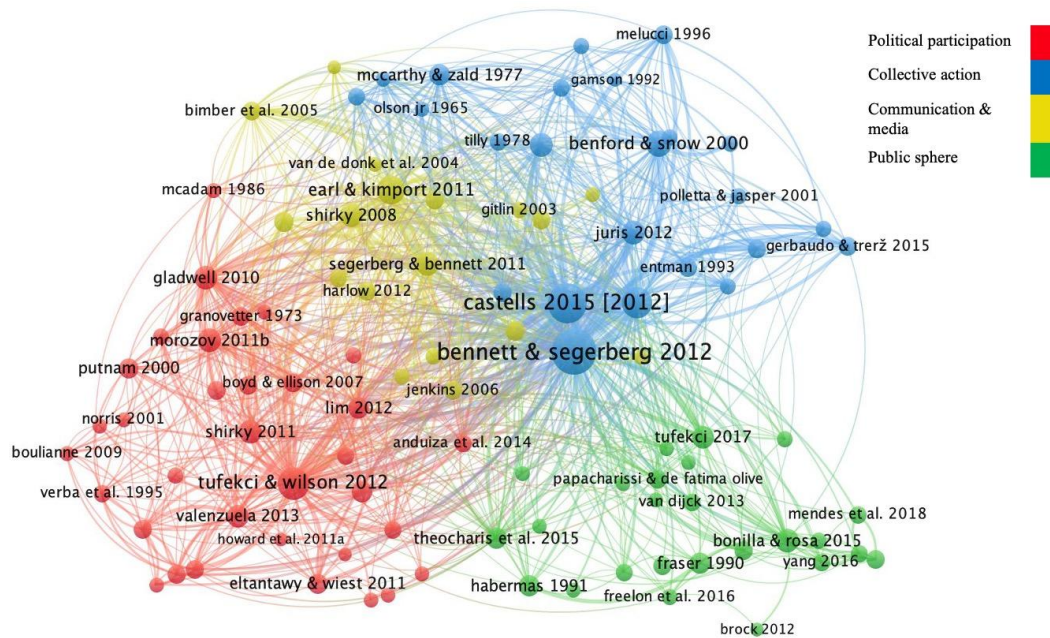 melucci 1996
Political participation
Collective action
Communication &
media
Public sphere
mccarthy & zald 1977
gamson 1992
bimber et al. 2005
olson jr 1965
tilly 1978
benford & snow 2000
van de donk et al. 2004
mcadam 1986
earl & kimport 2011
polletta & jasper 2001
shirky 2008
gitlin 2003
juris 2012
gerbaudo & trerž 2015
segerberg & bennett 2011
entman 1993
gladwell 2010
harlow 2012
castells 2015 [2012]
granovetter 1973
morozov 2011b
bennett & segerberg 2012
putnam 2000
boyd & ellison 2007
jenkins 2006
lim 2012
norris 2001
shirky 2011
anduiza et al. 2014
tufekci 2017
boulianne 2009
tufekci & wilson 2012
papacharissi & de fatima olive
verba et al. 1995
van dijck 2013
valenzuela 2013
mendes et al. 2018
howard et al. 2011a
theocharis et al. 2015
bonilla & rosa 2015
yang 2016
fraser 1990
eltantawy & wiest 2011
habermas 1991
freelon et al. 2016
brock 2012